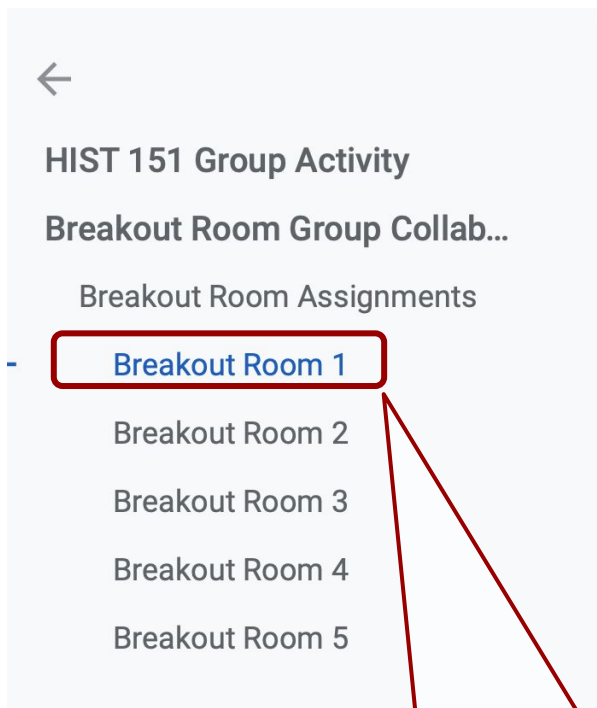 HIST 151 Group Activity
Breakout Room Group Collab...
Breakout Room Assignments
Breakout Room 1
Breakout Room 2
Breakout Room 3
Breakout Room 4
Breakout Room 5